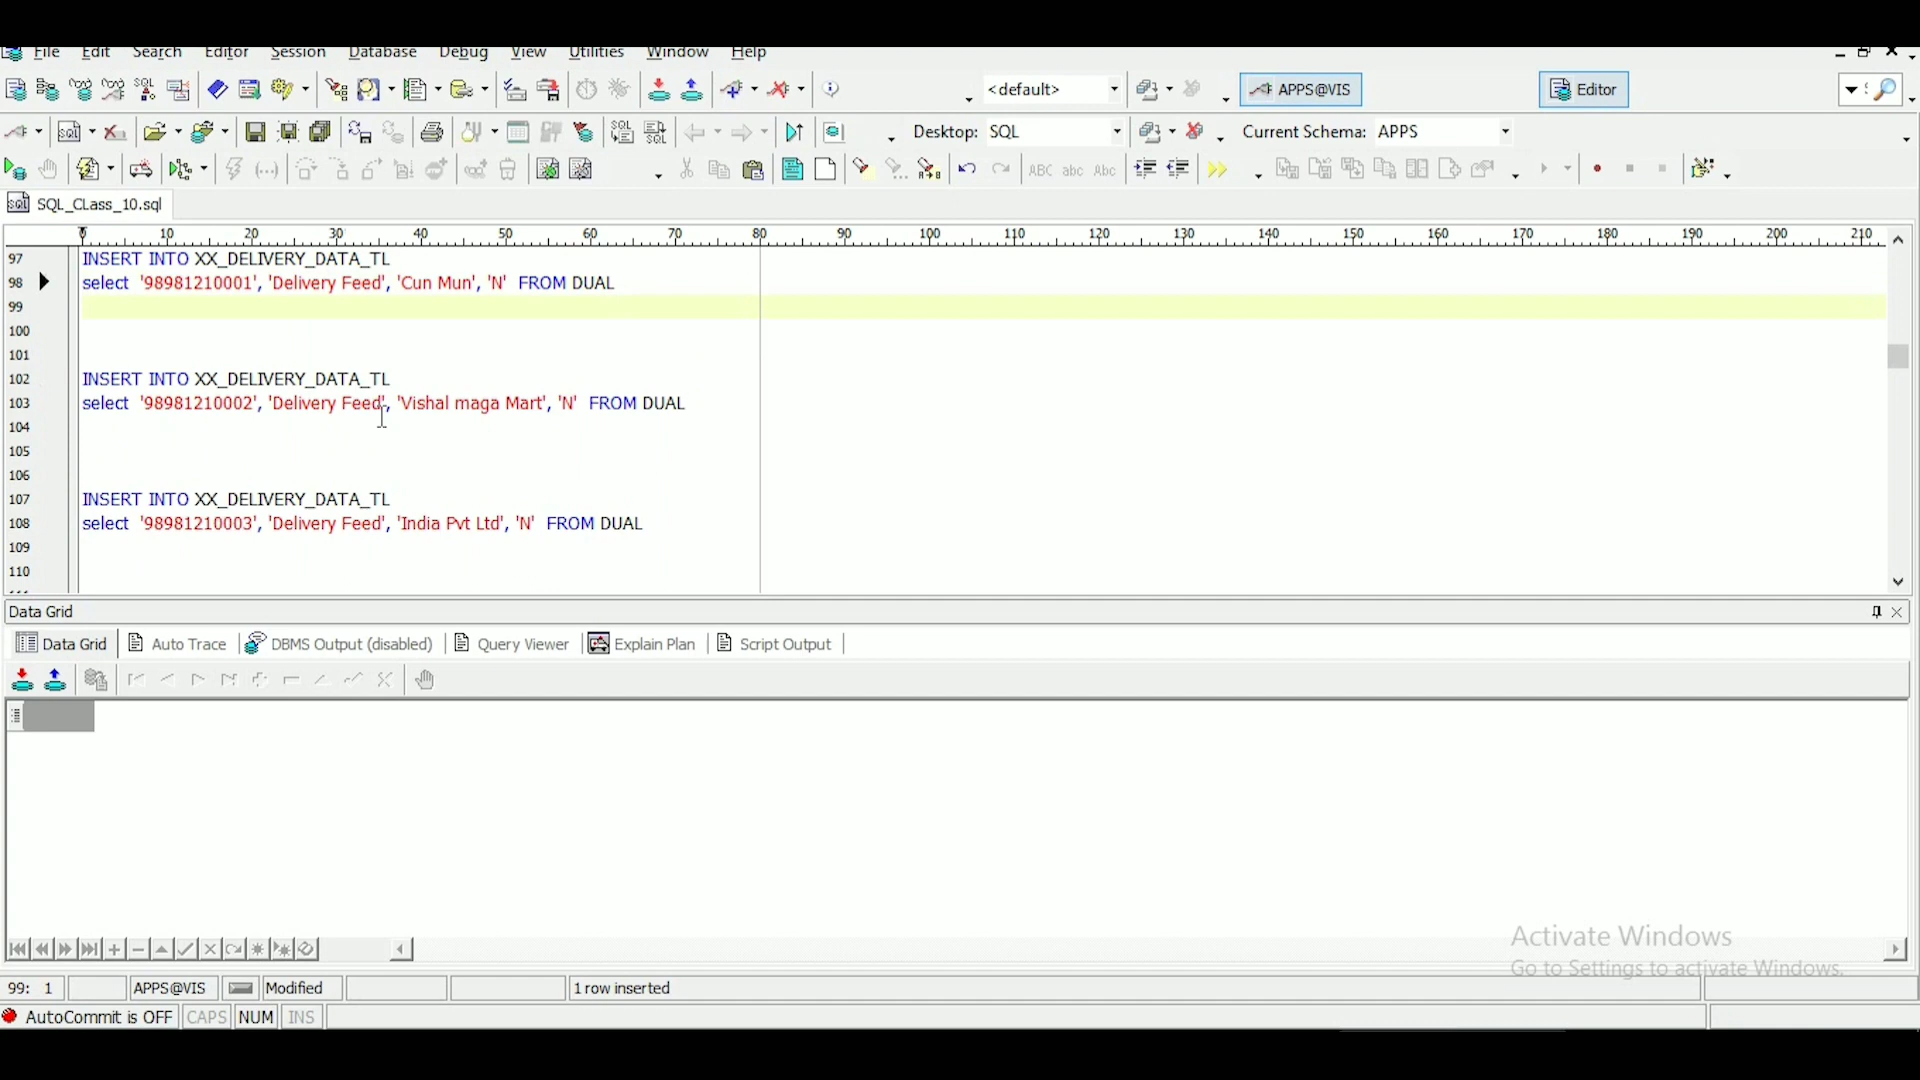 File Edit Search Editor Session Database Debug View Utilities Window Help
<default> APPS@VIS Editor
Desktop: SQL Current Schema: APPS
SQL_CLass_10.sql
0 10 20 30 40 50 60 70 80 90 100 110 120 130 140 150 160 170 180 190 200 210
97 INSERT INTO XX_DELIVERY_DATA_TL
98 select '98981210001', 'Delivery Feed', 'Cun Mun', 'N' FROM DUAL
99
100
101
102 INSERT INTO XX_DELIVERY_DATA_TL
103 select '98981210002', 'Delivery Feed', 'Vishal maga Mart', 'N' FROM DUAL
104
105
106
107 INSERT INTO XX_DELIVERY_DATA_TL
108 select '98981210003', 'Delivery Feed', 'India Pvt Ltd', 'N' FROM DUAL
109
110
Data Grid
Data Grid Auto Trace DBMS Output (disabled) Query Viewer Explain Plan Script Output
Activate Windows
Go to Settings to activate Windows.
99: 1 APPS@VIS Modified 1 row inserted
AutoCommit is OFF CAPS NUM INS